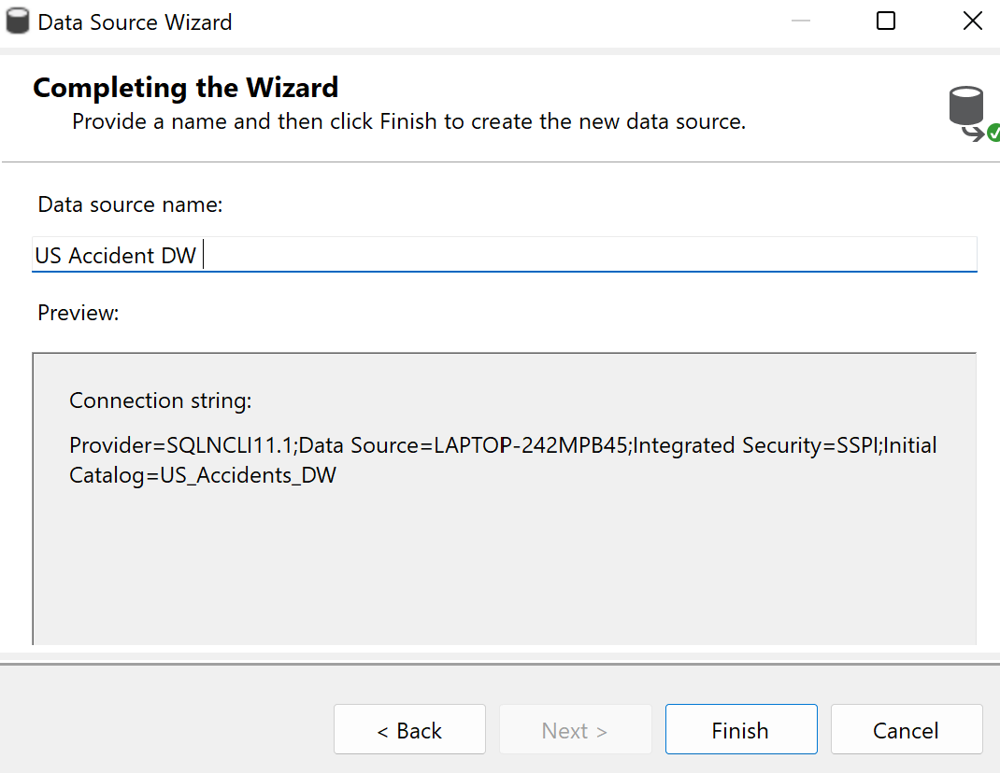 Data Source Wizard
Completing the Wizard
Provide a name and then click Finish to create the new data source.
Data source name:
US Accident DW
Preview:
Connection string:
Provider=SQLNCLI11.1;Data Source=LAPTOP-242MPB45;Integrated Security=SSPI;Initial
Catalog=US_Accidents_DW
< Back
Next >
Finish
Cancel